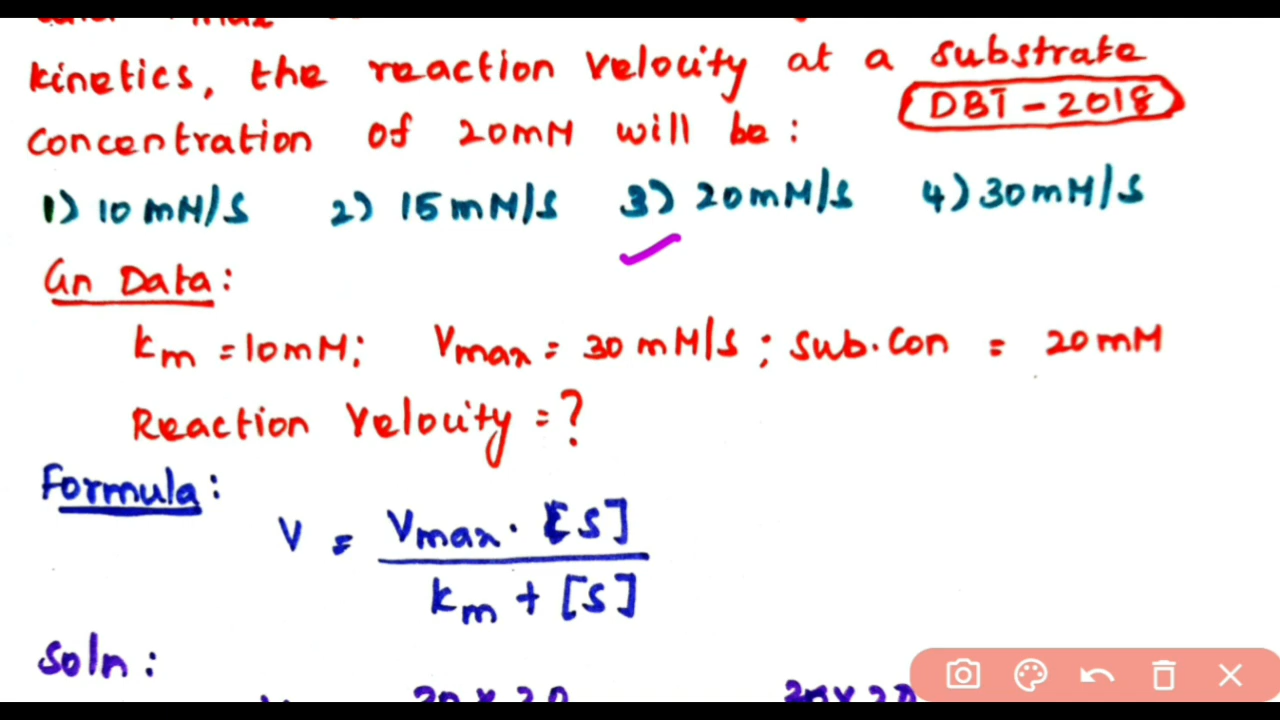 kinetics, the reaction velocity at a substrate
DBT - 2018
concentration of 20mM will be:
1) 10 mM/s 2) 15 mM/s 3) 20 mM/s 4) 30 mM/s
Gn Data:
km = 10mM; Vmax = 30 mM/s; Sub.Con = 20 mM
Reaction Velocity = ?
Formula:
V = Vmax. [S]
km + [S]
Soln: